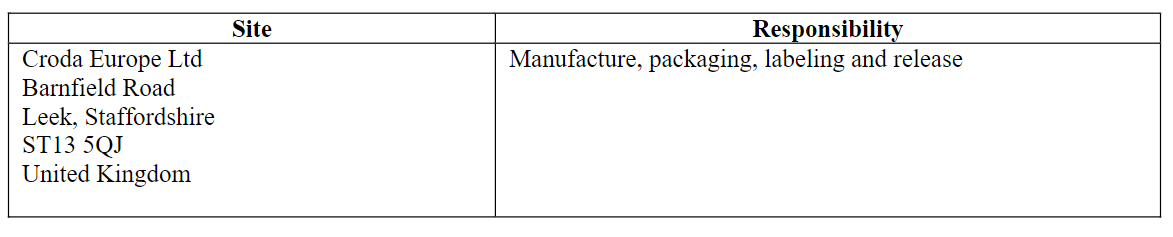 Site
Responsibility
Croda Europe Ltd
Barnfield Road
Leek, Staffordshire
ST13 5QJ
United Kingdom
Manufacture, packaging, labeling and release